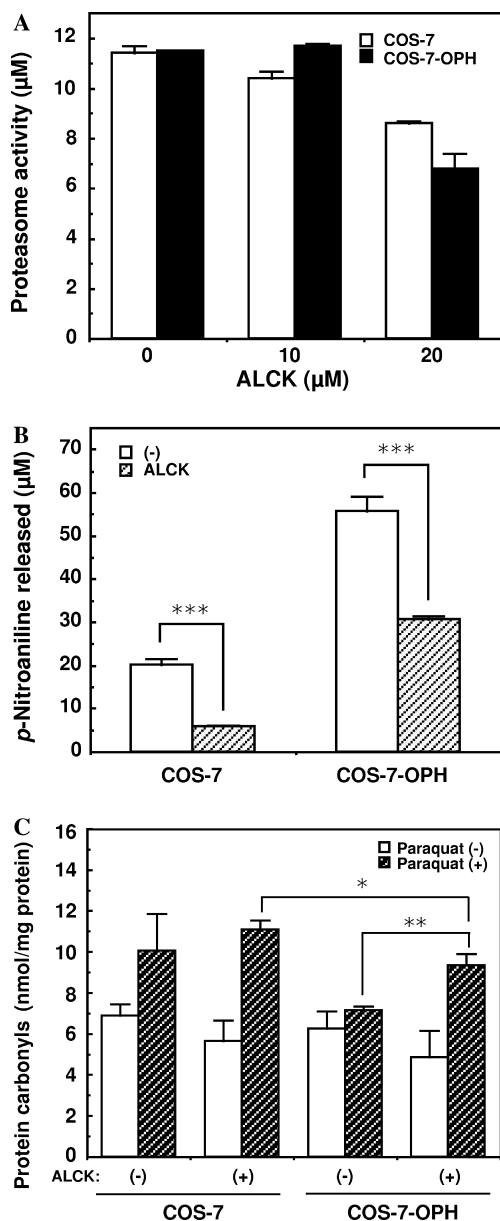 A
Proteasome activity (μM)
12
10
8
6
4
2
0
COS-7
COS-7-OPH
0 10 20
ALCK (μM)
B
p-Nitroaniline released (μM)
70
60
50
40
30
20
10
0
(-)
ALCK
***
***
COS-7 COS-7-OPH
C
Protein carbonyls (nmol/mg protein)
16
14
12
10
8
6
4
2
0
Paraquat (-)
Paraquat (+)
*
**
ALCK: (-) (+) (-) (+)
COS-7 COS-7-OPH